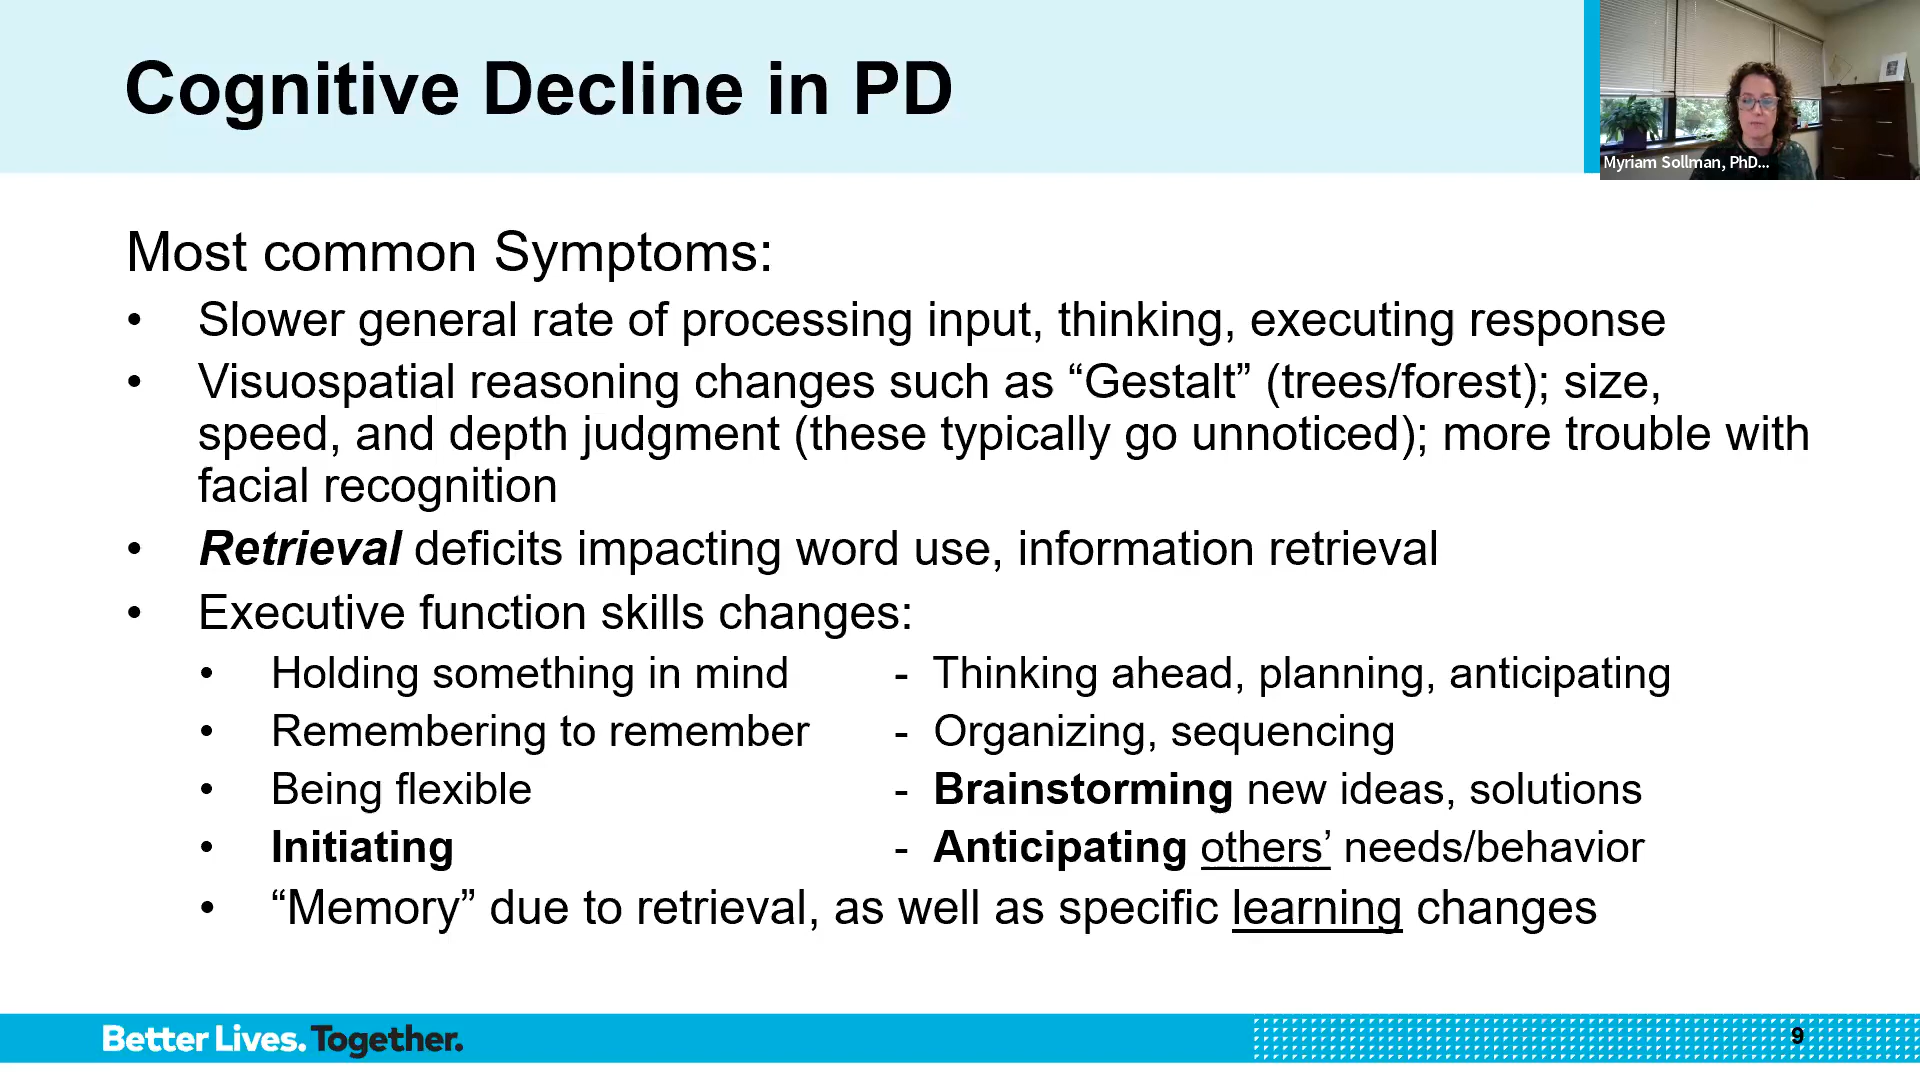 Cognitive Decline in PD
Myriam Sollman, PhD...
Most common Symptoms:
• Slower general rate of processing input, thinking, executing response
• Visuospatial reasoning changes such as “Gestalt” (trees/forest); size,
speed, and depth judgment (these typically go unnoticed); more trouble with
facial recognition
• Retrieval deficits impacting word use, information retrieval
• Executive function skills changes:
• Holding something in mind - Thinking ahead, planning, anticipating
• Remembering to remember - Organizing, sequencing
• Being flexible - Brainstorming new ideas, solutions
• Initiating - Anticipating others’ needs/behavior
• “Memory” due to retrieval, as well as specific learning changes
Better Lives. Together.
9